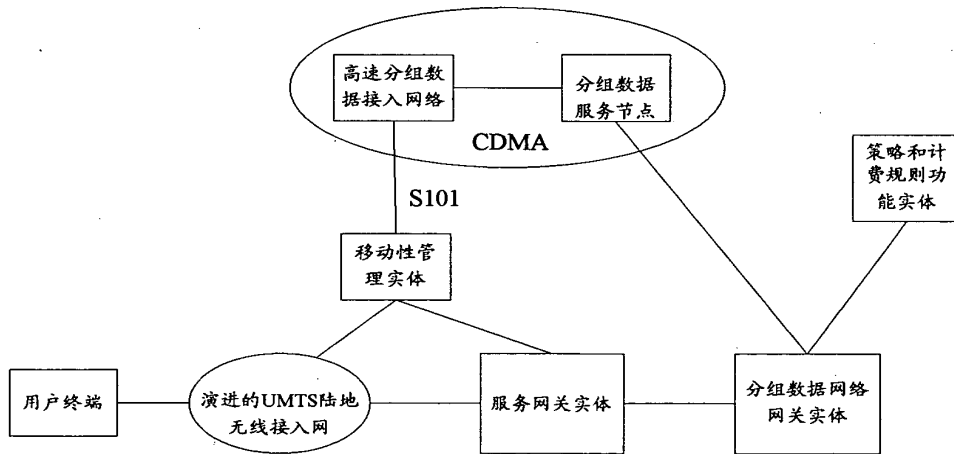 高速分组数
据接入网络
分组数据
服务节点
CDMA
策略和计
费规则功
能实体
S101
移动性管
理实体
用户终端
演进的UMTS陆地
无线接入网
服务网关实体
分组数据网络
网关实体